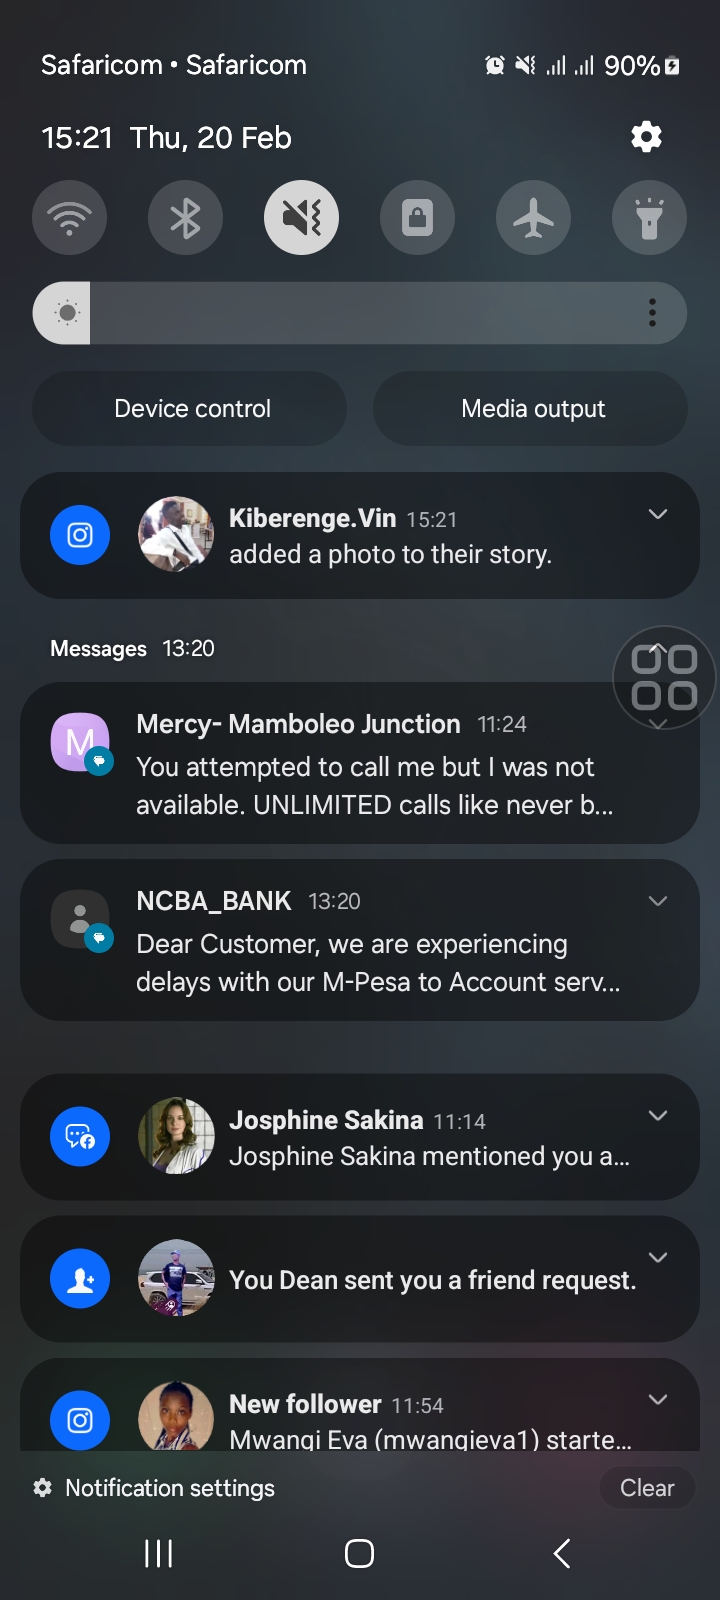 Safaricom • Safaricom 90%
15:21 Thu, 20 Feb
Device control Media output
Kiberenge.Vin 15:21
added a photo to their story.
Messages 13:20
M
Mercy- Mamboleo Junction 11:24
You attempted to call me but I was not
available. UNLIMITED calls like never b...
NCBA_BANK 13:20
Dear Customer, we are experiencing
delays with our M-Pesa to Account serv...
Josphine Sakina 11:14
Josphine Sakina mentioned you a...
You Dean sent you a friend request.
New follower 11:54
Mwangi Eva (mwangieva1) starte...
Notification settings Clear